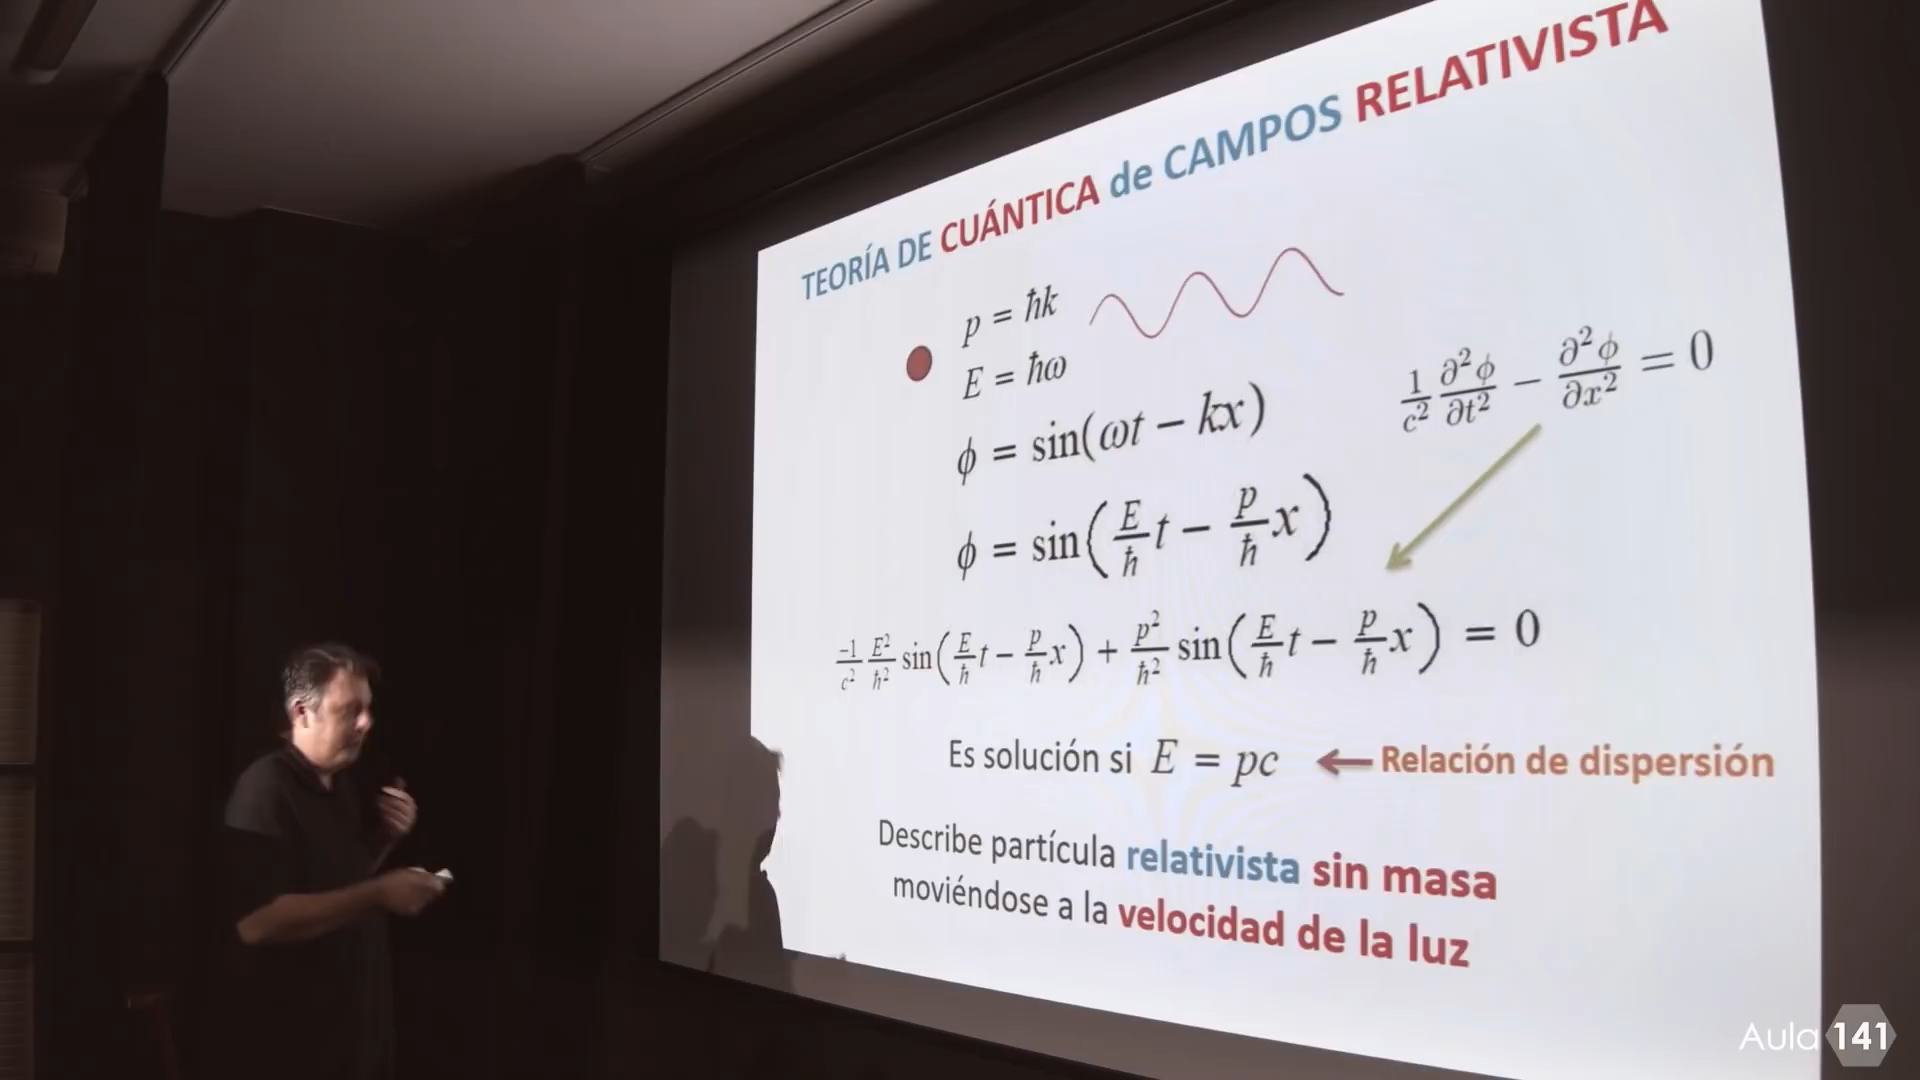 TEORÍA DE CUÁNTICA de CAMPOS RELATIVISTA
p = ħk
E = ħω
ϕ = sin(ωt − kx)
1/c² ∂²ϕ/∂t² − ∂²ϕ/∂x² = 0
ϕ = sin(E/ħ t − p/ħ x)
−1/c² E²/ħ² sin(E/ħ t − p/ħ x) + p²/ħ² sin(E/ħ t − p/ħ x) = 0
Es solución si E = pc ← Relación de dispersión
Describe partícula relativista sin masa
moviéndose a la velocidad de la luz
Aula 141